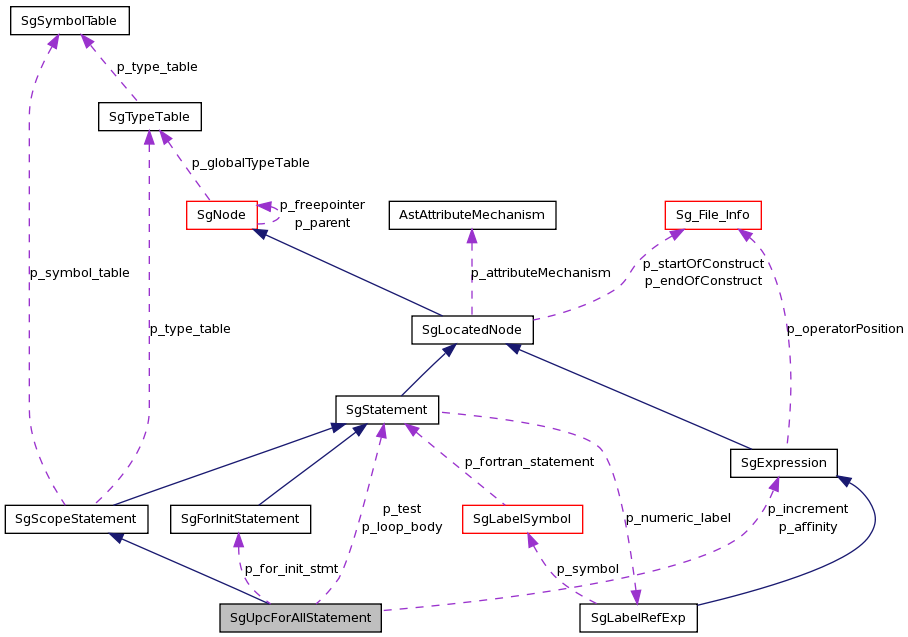 SgSymbolTable
p_type_table
SgTypeTable
p_globalTypeTable
SgNode
p_freepointer
p_parent
AstAttributeMechanism
Sg_File_Info
p_symbol_table
p_attributeMechanism
p_startOfConstruct
p_endOfConstruct
p_type_table
SgLocatedNode
p_operatorPosition
SgStatement
p_fortran_statement
SgExpression
SgScopeStatement
SgForInitStatement
p_test
p_loop_body
SgLabelSymbol
p_numeric_label
p_increment
p_affinity
p_for_init_stmt
p_symbol
SgUpcForAllStatement
SgLabelRefExp